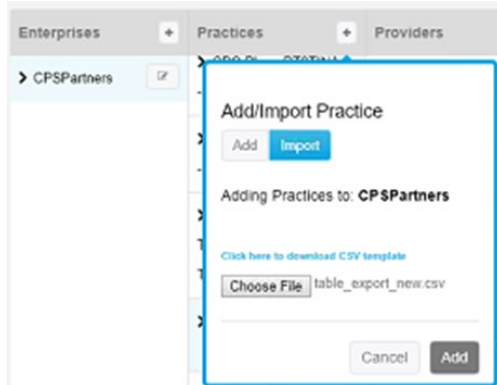 Enterprises + Practices + Providers
> CPSPartners
Add/Import Practice
Add Import
Adding Practices to: CPSPartners
Click here to download CSV template
Choose File table_export_new.csv
Cancel Add